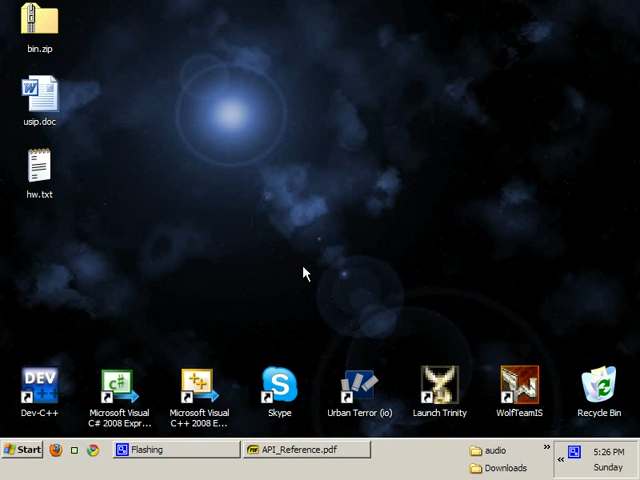 bin.zip
usip.doc
hw.txt
DEV
C++
Dev-C++
C#
Microsoft Visual
C# 2008 Expr...
Microsoft Visual
C++ 2008 E...
Skype
Urban Terror (io)
Launch Trinity
WolfTeamIS
Recycle Bin
Start
Flashing
API_Reference.pdf
audio
Downloads
5:26 PM
Sunday